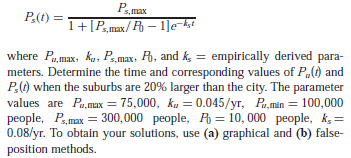 P_s(t) = P_{s,max} / (1 + [P_{s,max}/P_0 − 1]e^{−k_s t})
where P_{u,max}, k_u, P_{s,max}, P_0, and k_s = empirically derived para-
meters. Determine the time and corresponding values of P_u(t) and
P_s(t) when the suburbs are 20% larger than the city. The parameter
values are P_{u,max} = 75,000, k_u = 0.045/yr, P_{u,min} = 100,000
people, P_{s,max} = 300,000 people, P_0 = 10,000 people, k_s =
0.08/yr. To obtain your solutions, use (a) graphical and (b) false-
position methods.